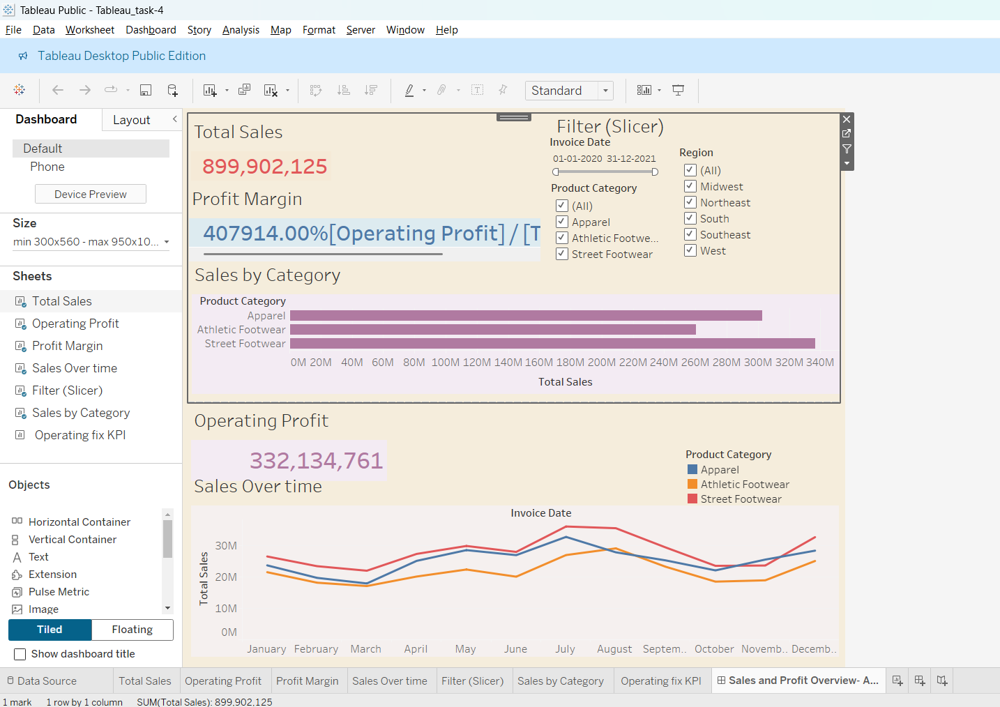 Tableau Public - Tableau_task-4
File Data Worksheet Dashboard Story Analysis Map Format Server Window Help
Tableau Desktop Public Edition
Standard
Dashboard Layout
Default
Phone
Device Preview
Size
min 300x560 - max 950x10...
Sheets
Total Sales
Operating Profit
Profit Margin
Sales Over time
Filter (Slicer)
Sales by Category
Operating fix KPI
Objects
Horizontal Container
Vertical Container
Text
Extension
Pulse Metric
Image
Tiled Floating
Show dashboard title
Total Sales
899,902,125
Profit Margin
407914.00%[Operating Profit] / [T
Filter (Slicer)
Invoice Date
01-01-2020 31-12-2021
Product Category
(All)
Apparel
Athletic Footwe...
Street Footwear
Region
(All)
Midwest
Northeast
South
Southeast
West
Sales by Category
Product Category
Apparel
Athletic Footwear
Street Footwear
0M 20M 40M 60M 80M 100M 120M 140M 160M 180M 200M 220M 240M 260M 280M 300M 320M 340M
Total Sales
Operating Profit
332,134,761
Product Category
Apparel
Athletic Footwear
Street Footwear
Sales Over time
Invoice Date
Total Sales
30M
20M
10M
0M
January February March April May June July August Septem.. October Novemb.. Decemb..
Data Source Total Sales Operating Profit Profit Margin Sales Over time Filter (Slicer) Sales by Category Operating fix KPI Sales and Profit Overview- A...
1 mark 1 row by 1 column SUM(Total Sales): 899,902,125